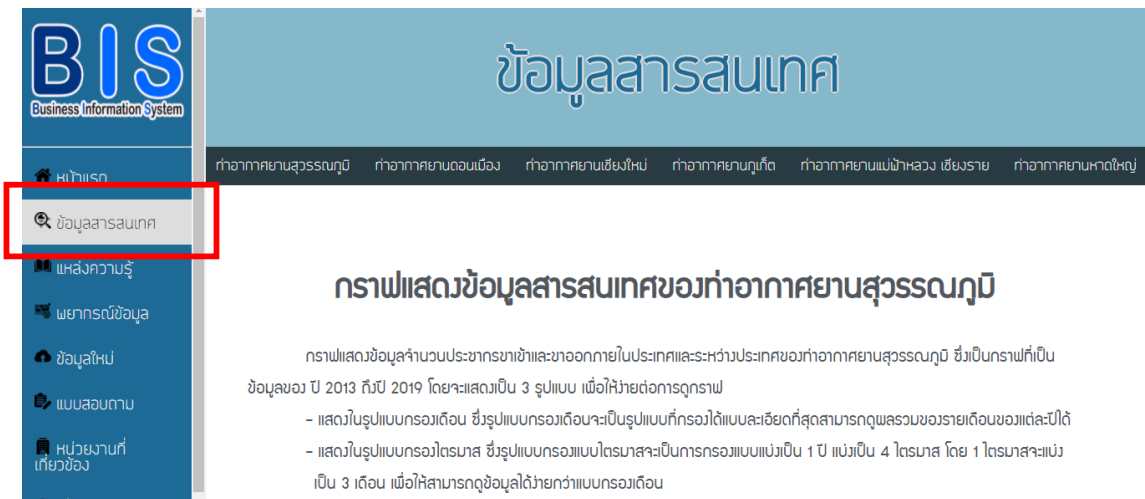 BIS
Business Information System
ข้อมูลสารสนเทศ
ท่าอากาศยานสุวรรณภูมิ ท่าอากาศยานดอนเมือง ท่าอากาศยานเชียงใหม่ ท่าอากาศยานภูเก็ต ท่าอากาศยานแม่ฟ้าหลวง เชียงราย ท่าอากาศยานหาดใหญ่
หน้าแรก
ข้อมูลสารสนเทศ
แหล่งความรู้
พยากรณ์ข้อมูล
ข้อมูลใหม่
แบบสอบถาม
หน่วยงานที่
เกี่ยวข้อง
กราฟแสดงข้อมูลสารสนเทศของท่าอากาศยานสุวรรณภูมิ
กราฟแสดงข้อมูลจำนวนประชากรขาเข้าและขาออกภายในประเทศและระหว่างประเทศของท่าอากาศยานสุวรรณภูมิ ซึ่งเป็นกราฟที่เป็น
ข้อมูลของ ปี 2013 ถึงปี 2019 โดยจะแสดงเป็น 3 รูปแบบ เพื่อให้ง่ายต่อการดูกราฟ
- แสดงในรูปแบบกรองเดือน ซึ่งรูปแบบกรองเดือนจะเป็นรูปแบบที่กรองได้แบบละเอียดที่สุดสามารถดูผลรวมของรายเดือนของแต่ละปีได้
- แสดงในรูปแบบกรองไตรมาส ซึ่งรูปแบบกรองแบบไตรมาสจะเป็นการกรองแบบแบ่งเป็น 1 ปี แบ่งเป็น 4 ไตรมาส โดย 1 ไตรมาสจะแบ่ง
เป็น 3 เดือน เพื่อให้สามารถดูข้อมูลได้ง่ายกว่าแบบกรองเดือน